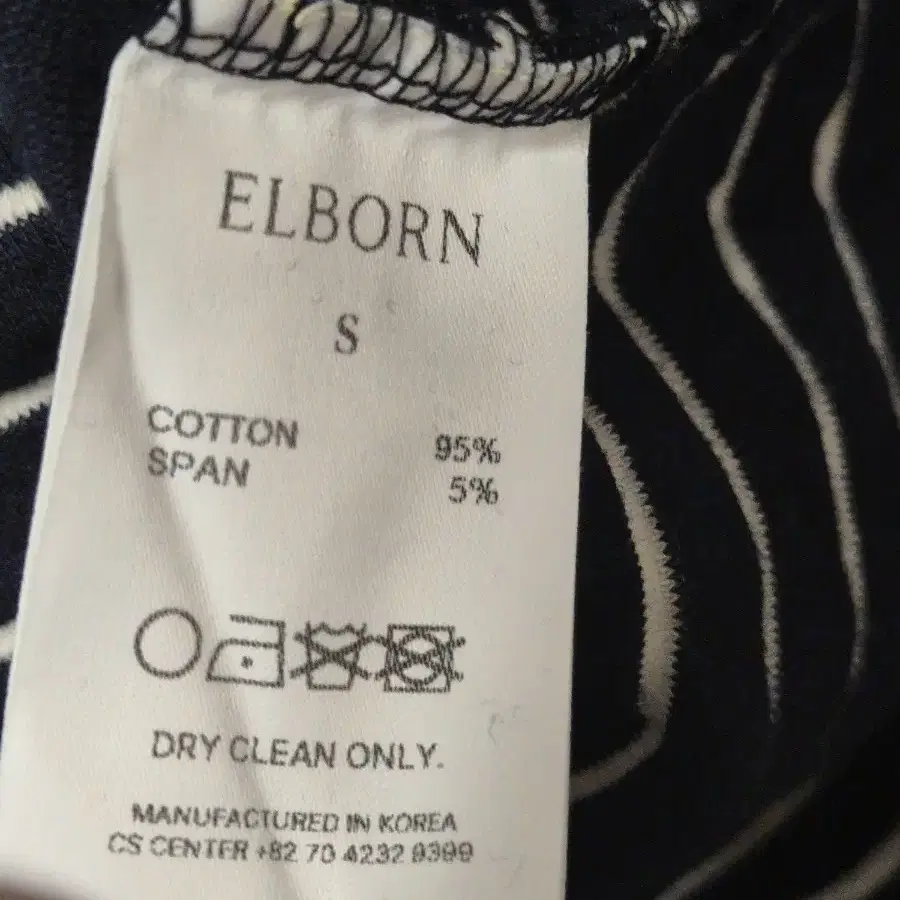 ELBORN
S
COTTON 95%
SPAN 5%
DRY CLEAN ONLY.
MANUFACTURED IN KOREA
CS CENTER +82 70 4232 9399